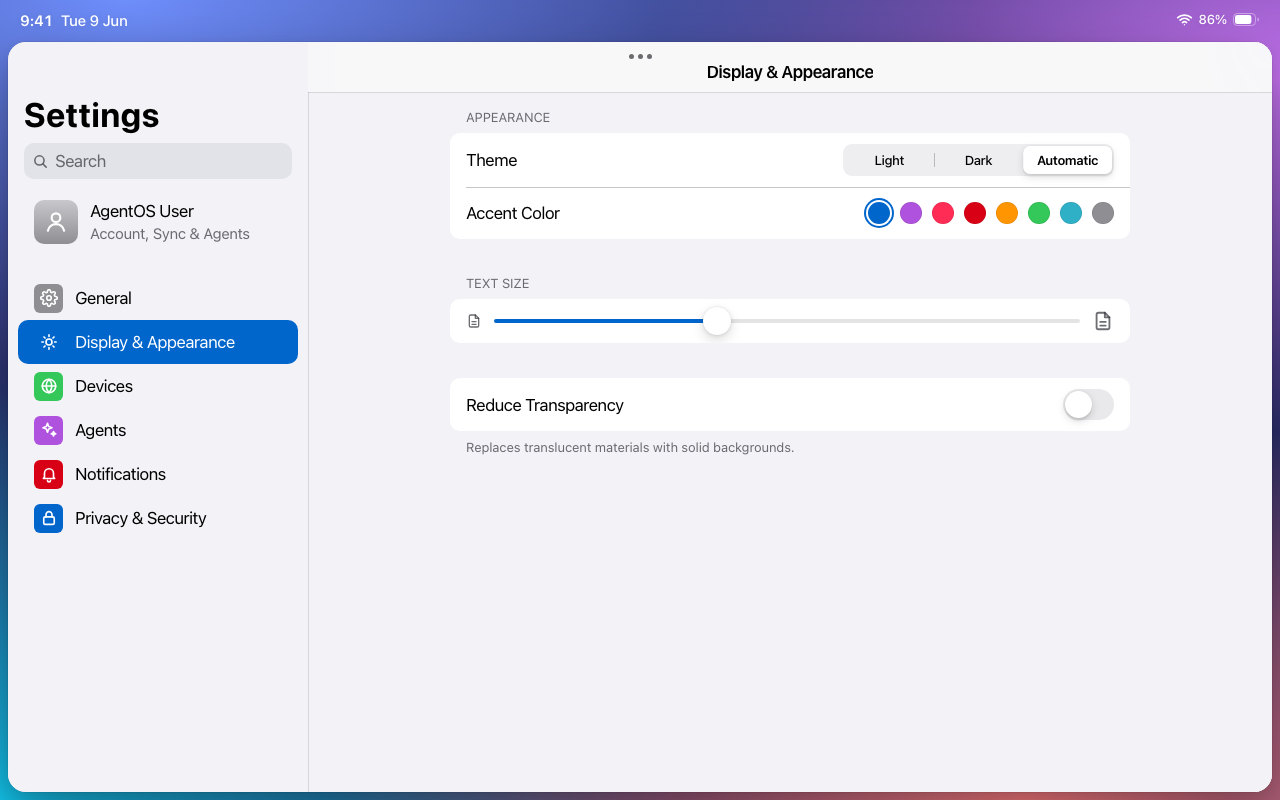 9:41 Tue 9 Jun
86%
Settings
Search
AgentOS User
Account, Sync & Agents
General
Display & Appearance
Devices
Agents
Notifications
Privacy & Security
Display & Appearance
APPEARANCE
Theme Light Dark Automatic
Accent Color
TEXT SIZE
Reduce Transparency
Replaces translucent materials with solid backgrounds.